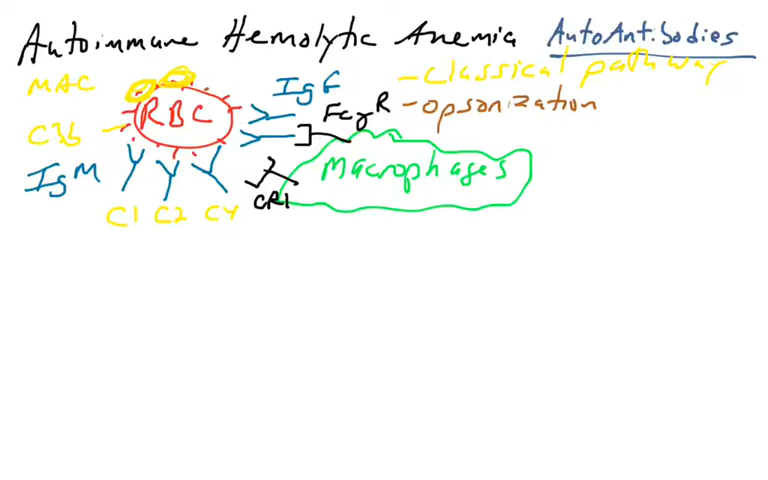 Autoimmune Hemolytic Anemia AutoAntibodies
MAC
IgG
- Classical pathway
RBC
FcγR
- opsonization
C3b
IgM
Macrophages
CR1
C1 C2 C4